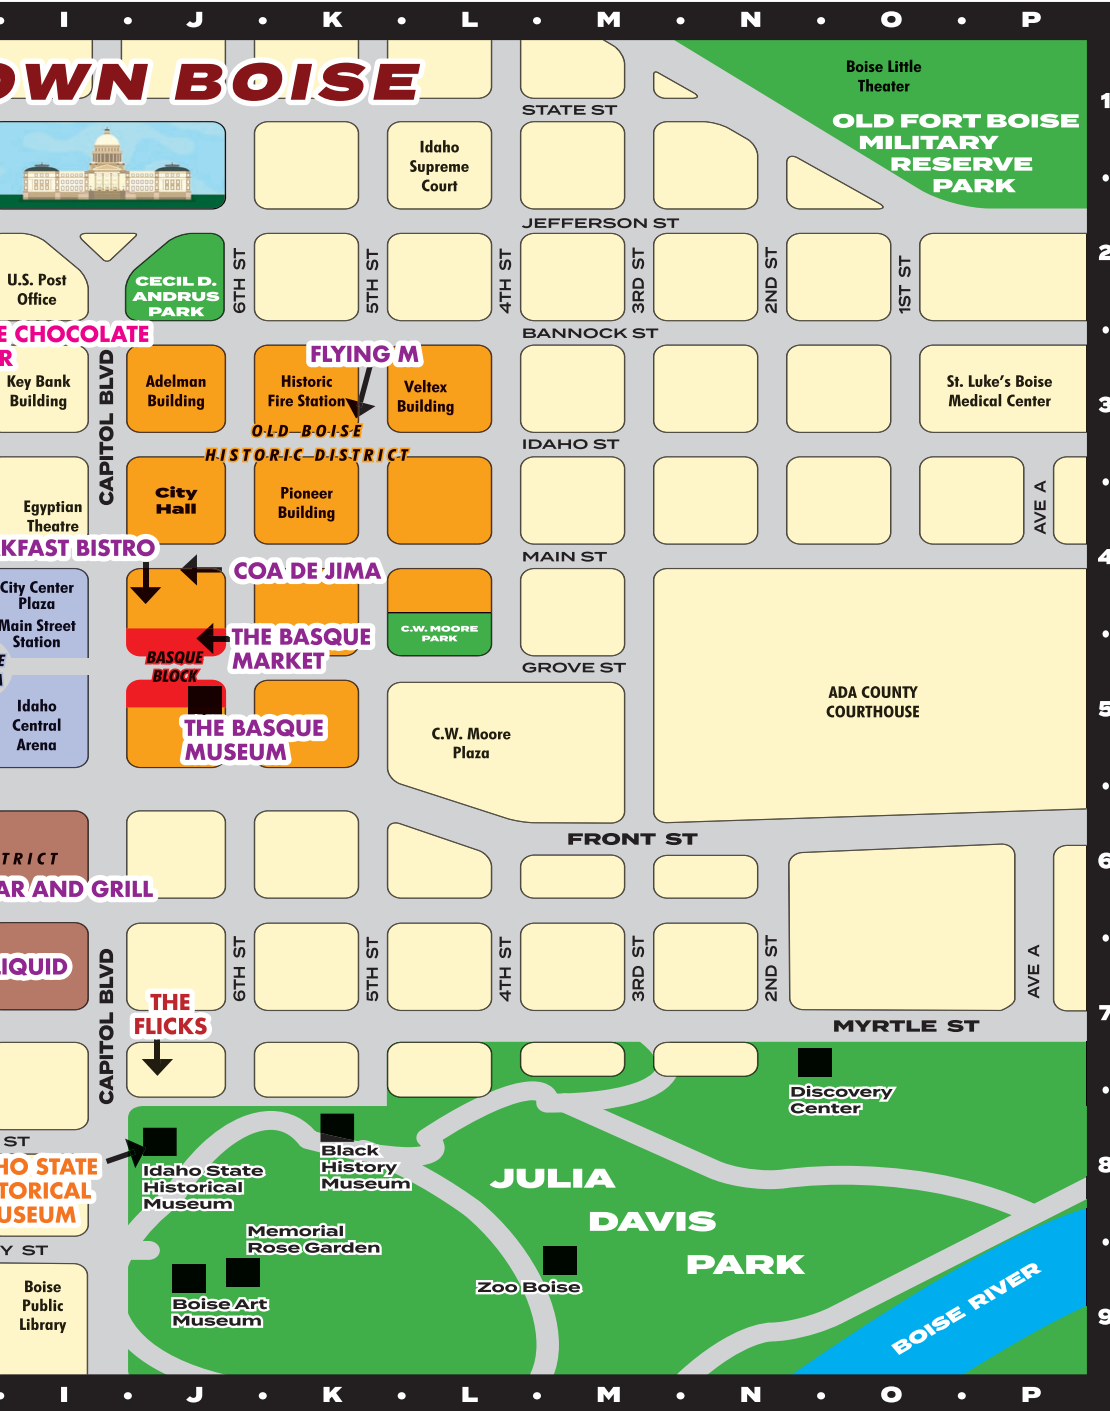 I • J • K • L • M • N • O • P
OWN BOISE
Boise Little
Theater
1
STATE ST
OLD FORT BOISE
MILITARY
RESERVE
PARK
Idaho
Supreme
Court
JEFFERSON ST
2
U.S. Post
Office
CECIL D.
ANDRUS
PARK
6TH ST
5TH ST
4TH ST
3RD ST
2ND ST
1ST ST
E CHOCOLATE
R
BANNOCK ST
FLYING M
Key Bank
Building
CAPITOL BLVD
Adelman
Building
Historic
Fire Station
Veltex
Building
St. Luke's Boise
Medical Center
3
OLD BOISE
HISTORIC DISTRICT
IDAHO ST
Egyptian
Theatre
City
Hall
Pioneer
Building
AVE A
KFAST BISTRO
MAIN ST
4
COA DE JIMA
City Center
Plaza
Main Street
Station
C.W. MOORE
PARK
THE BASQUE
MARKET
BASQUE
BLOCK
GROVE ST
E
Idaho
Central
Arena
THE BASQUE
MUSEUM
C.W. Moore
Plaza
ADA COUNTY
COURTHOUSE
5
FRONT ST
TRICT
6
AR AND GRILL
IQUID
CAPITOL BLVD
6TH ST
5TH ST
4TH ST
3RD ST
2ND ST
AVE A
THE
FLICKS
7
MYRTLE ST
Discovery
Center
ST
HO STATE
TORICAL
USEUM
Idaho State
Historical
Museum
Black
History
Museum
8
JULIA
DAVIS
PARK
Y ST
Memorial
Rose Garden
Boise
Public
Library
Boise Art
Museum
Zoo Boise
BOISE RIVER
9
I • J • K • L • M • N • O • P